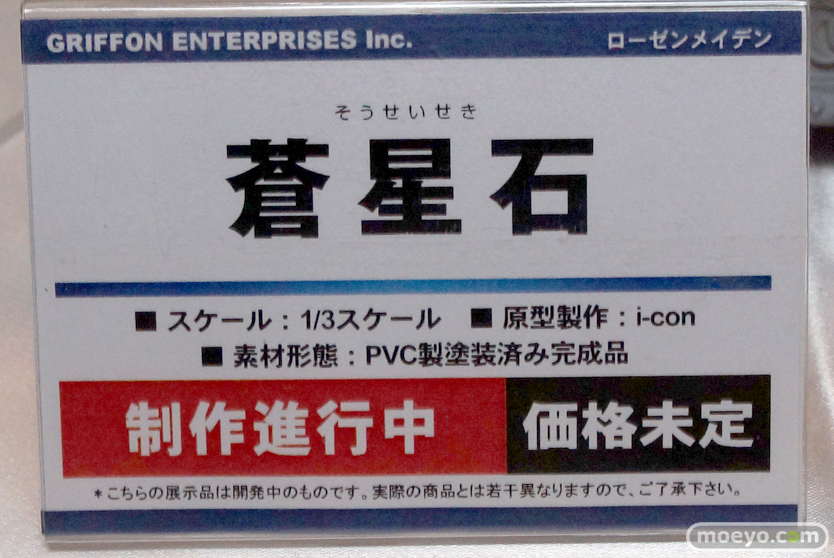 GRIFFON ENTERPRISES Inc. ローゼンメイデン
そうせいせき
蒼星石
■ スケール：1/3スケール ■ 原型製作：i-con
■ 素材形態：PVC製塗装済み完成品
制作進行中 価格未定
＊こちらの展示品は開発中のものです。実際の商品とは若干異なりますので、ご了承下さい。
moeyo.com